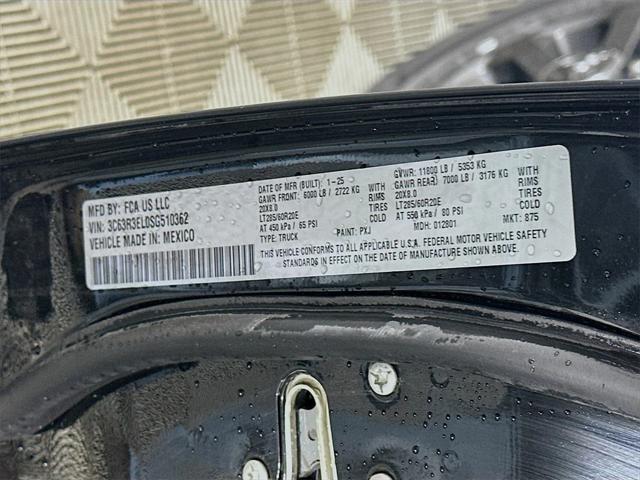 MFD BY: FCA US LLC
VIN: 3C63R3EL0SG510362
VEHICLE MADE IN: MEXICO
DATE OF MFR (BUILT): 1-25
GAWR FRONT: 6000 LB / 2722 KG
WITH
20X8.0
RIMS
LT285/60R20E
TIRES
AT 450 kPa / 65 PSI
COLD
TYPE: TRUCK
PAINT: PXJ
GVWR: 11800 LB / 5353 KG
GAWR REAR: 7000 LB / 3176 KG
WITH
20X8.0
RIMS
LT285/60R20E
TIRES
AT 550 kPa / 80 PSI
COLD
MDH: 012801
MKT: 875
THIS VEHICLE CONFORMS TO ALL APPLICABLE U.S.A. FEDERAL MOTOR VEHICLE SAFETY
STANDARDS IN EFFECT ON THE DATE OF MANUFACTURE SHOWN ABOVE.